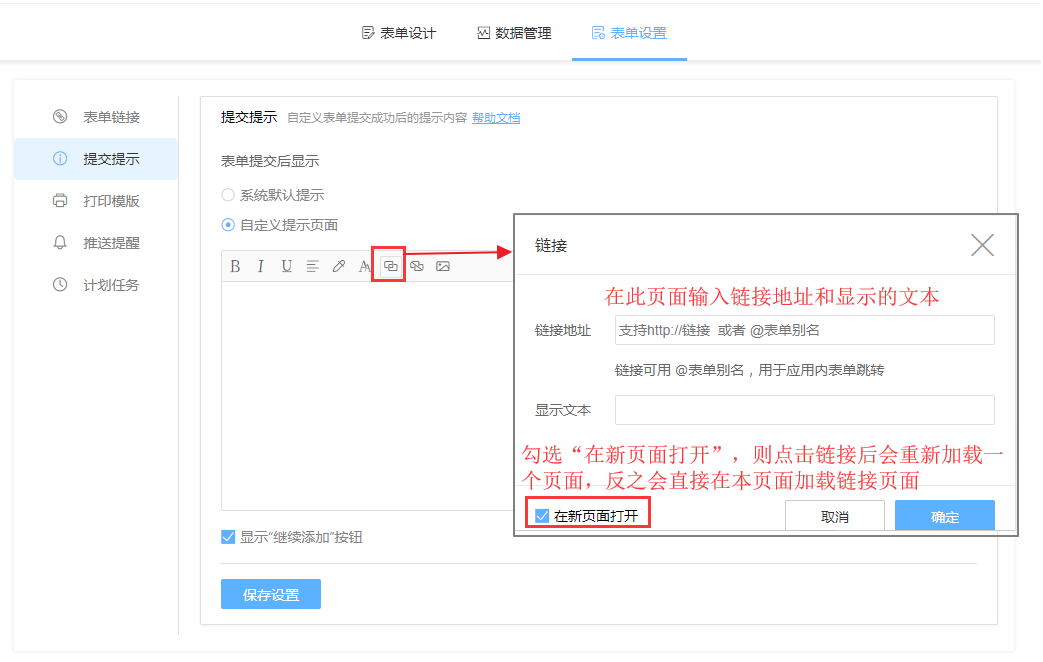 表单设计
数据管理
表单设置
表单链接
提交提示
打印模版
推送提醒
计划任务
提交提示 自定义表单提交成功后的提示内容 帮助文档
表单提交后显示
系统默认提示
自定义提示页面
B I U A
链接
在此页面输入链接地址和显示的文本
链接地址 支持http://链接 或者 @表单别名
链接可用 @表单别名，用于应用内表单跳转
显示文本
勾选“在新页面打开”，则点击链接后会重新加载一
个页面，反之会直接在本页面加载链接页面
在新页面打开
取消
确定
显示“继续添加”按钮
保存设置